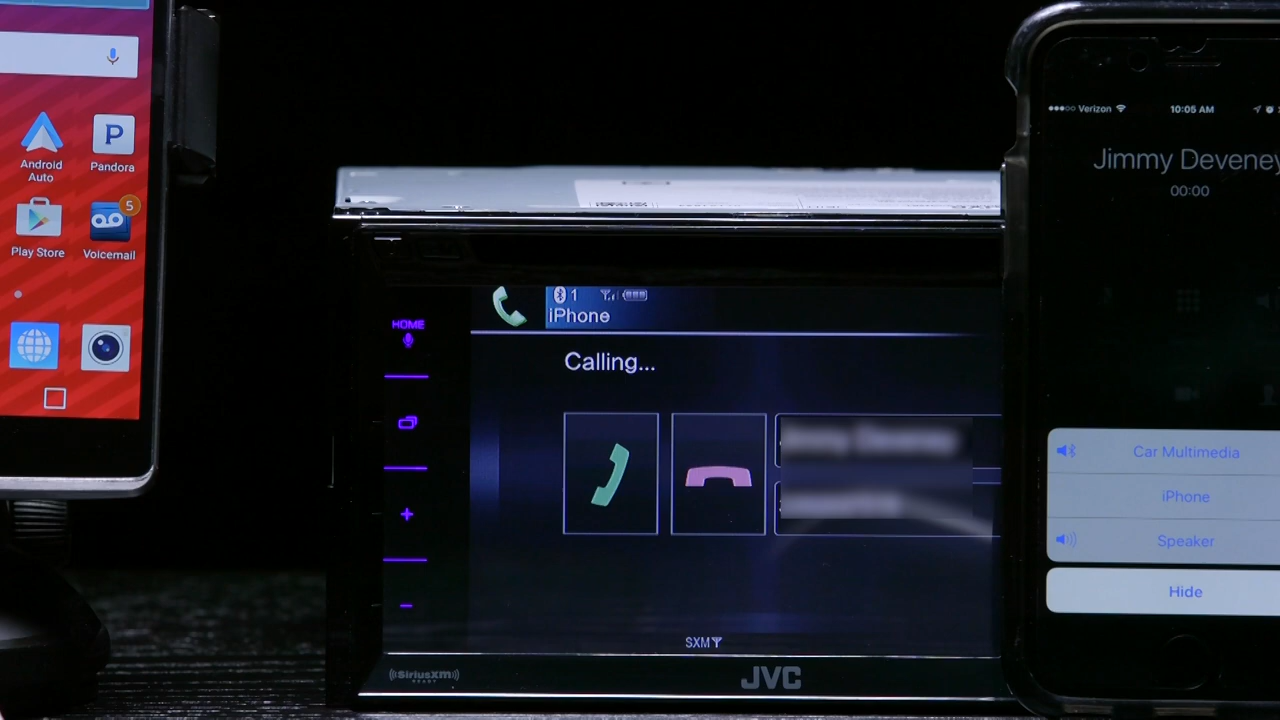 Android
Auto
Pandora
P
5
Play Store
Voicemail
HOME
1
iPhone
Calling...
+
-
SXM
((SiriusXM))
READY
JVC
Verizon
10:05 AM
Jimmy Deveney
00:00
Car Multimedia
iPhone
Speaker
Hide